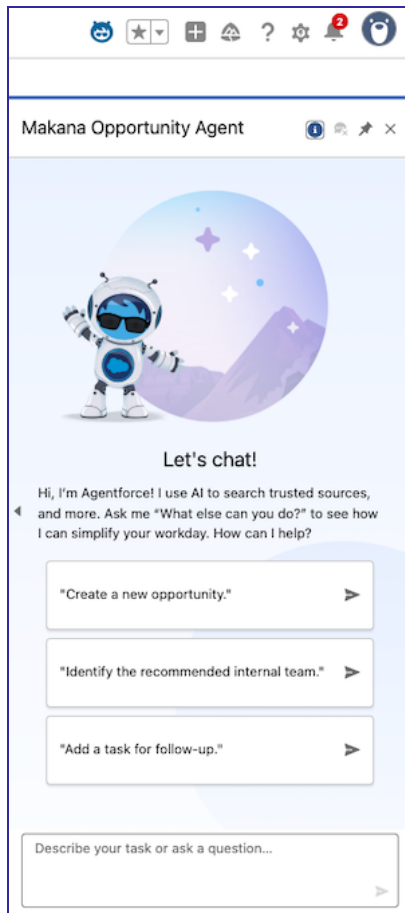 2
Makana Opportunity Agent
Let's chat!
Hi, I'm Agentforce! I use AI to search trusted sources,
and more. Ask me "What else can you do?" to see how
I can simplify your workday. How can I help?
"Create a new opportunity."
"Identify the recommended internal team."
"Add a task for follow-up."
Describe your task or ask a question...